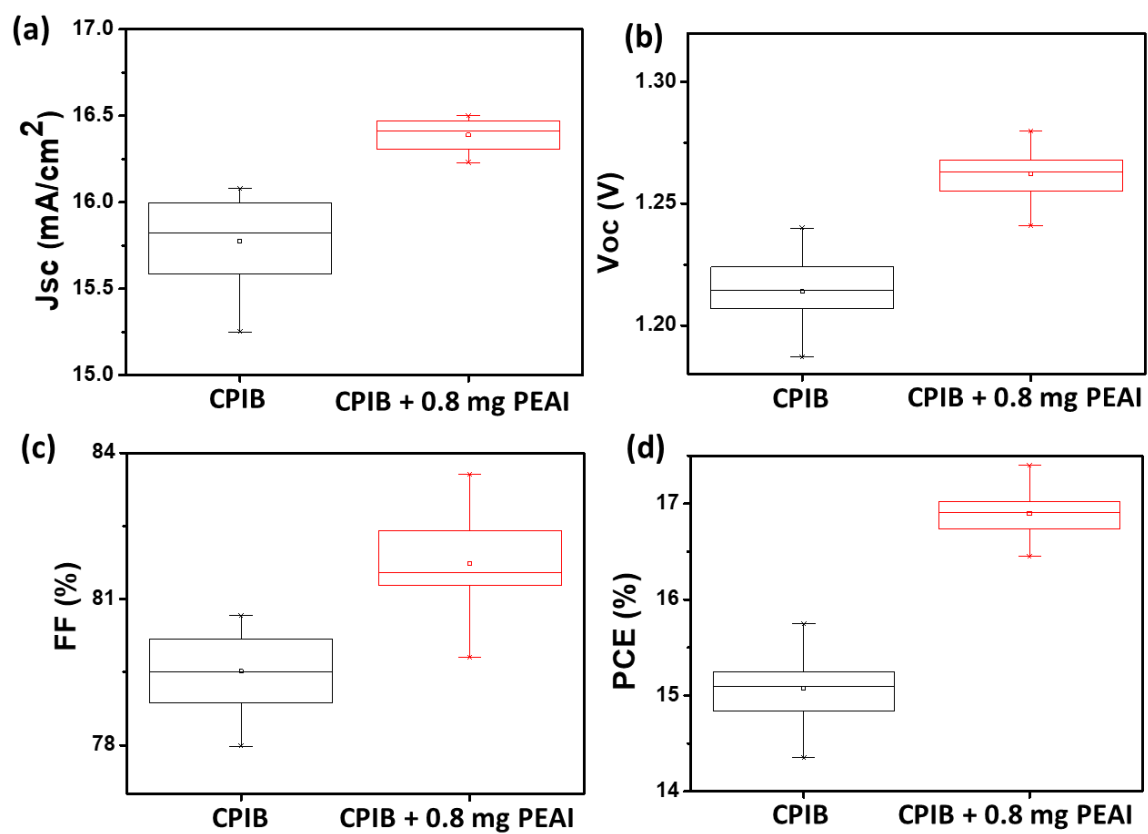 (a)
17.0
16.5
16.0
15.5
15.0
Jsc (mA/cm²)
CPIB
CPIB + 0.8 mg PEAI
(b)
1.30
1.25
1.20
Voc (V)
CPIB
CPIB + 0.8 mg PEAI
(c)
84
81
78
FF (%)
CPIB
CPIB + 0.8 mg PEAI
(d)
17
16
15
14
PCE (%)
CPIB
CPIB + 0.8 mg PEAI